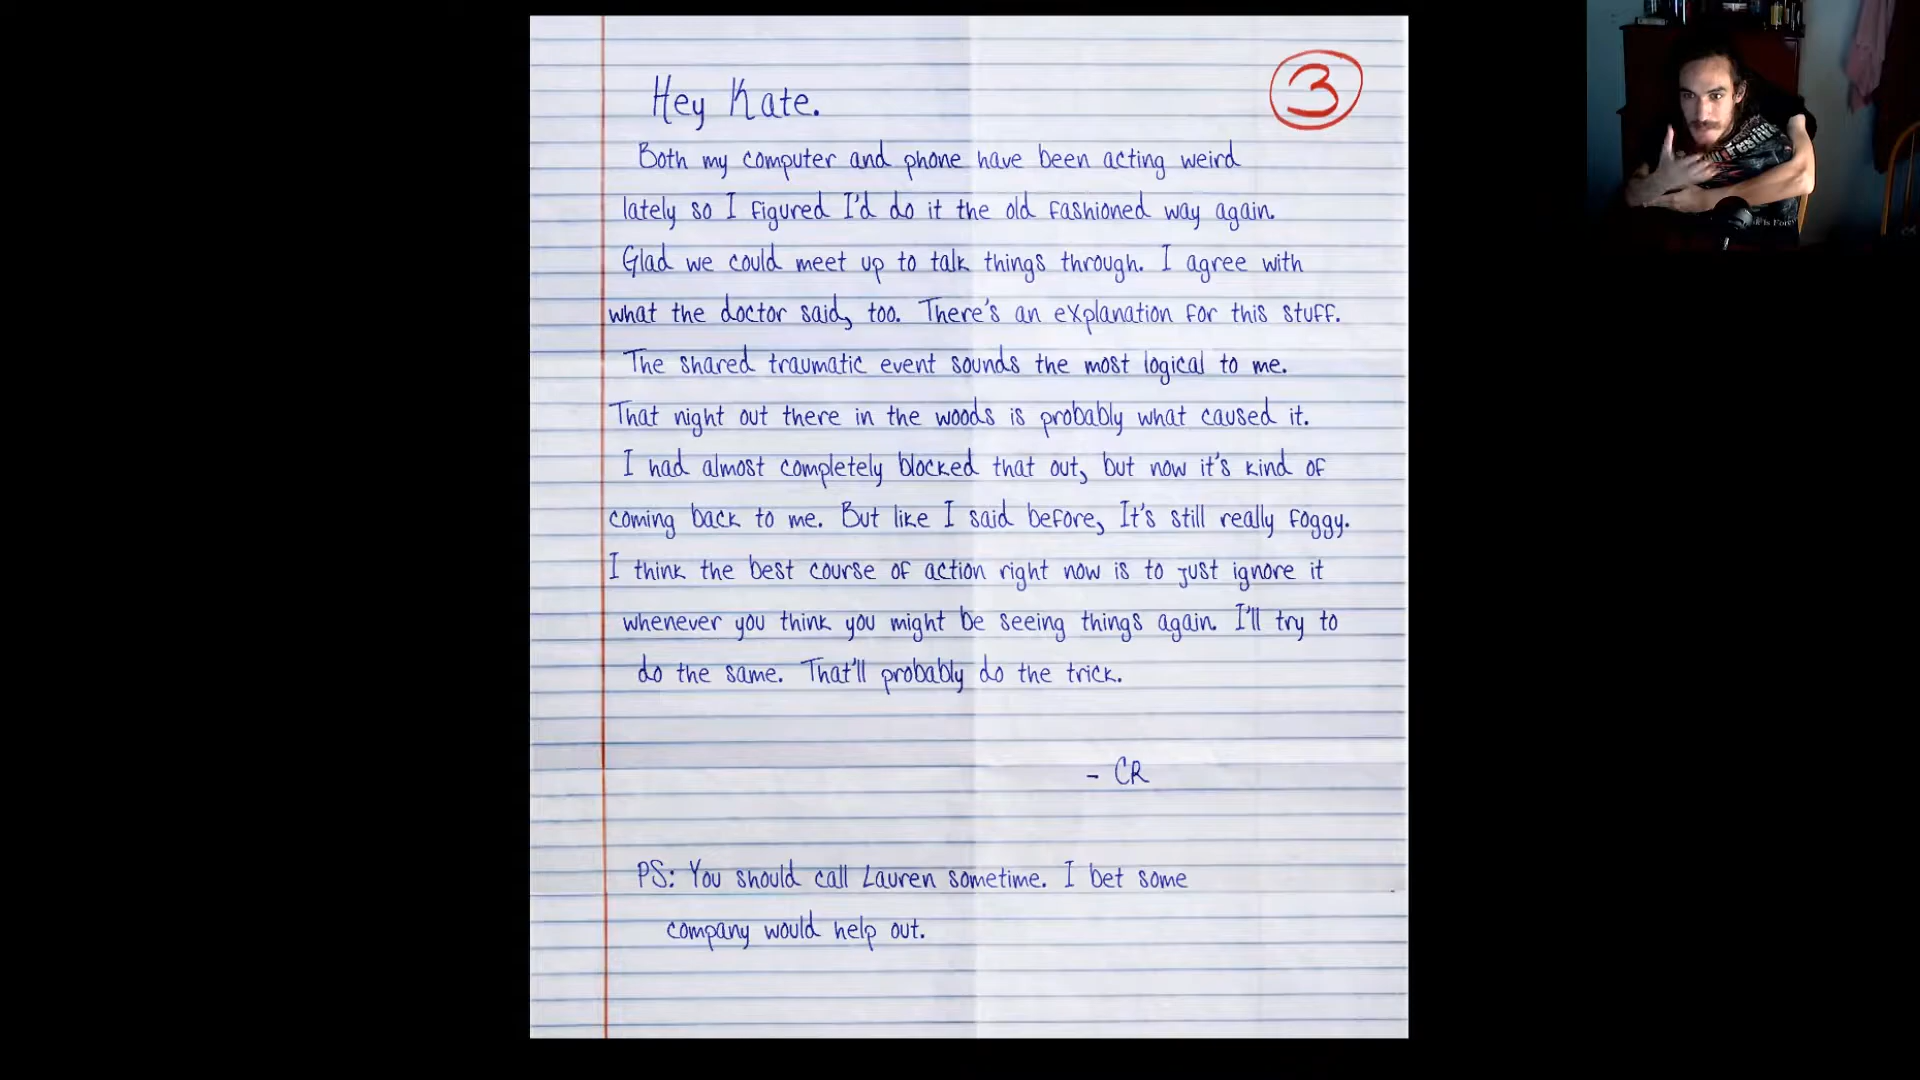 3
Hey Kate.
Both my computer and phone have been acting weird
lately so I figured I'd do it the old fashioned way again.
Glad we could meet up to talk things through. I agree with
what the doctor said, too. There's an explanation for this stuff.
The shared traumatic event sounds the most logical to me.
That night out there in the woods is probably what caused it.
I had almost completely blocked that out, but now it's kind of
coming back to me. But like I said before, It's still really foggy.
I think the best course of action right now is to just ignore it
whenever you think you might be seeing things again. I'll try to
do the same. That'll probably do the trick.
- CR
PS: You should call Lauren sometime. I bet some
company would help out.